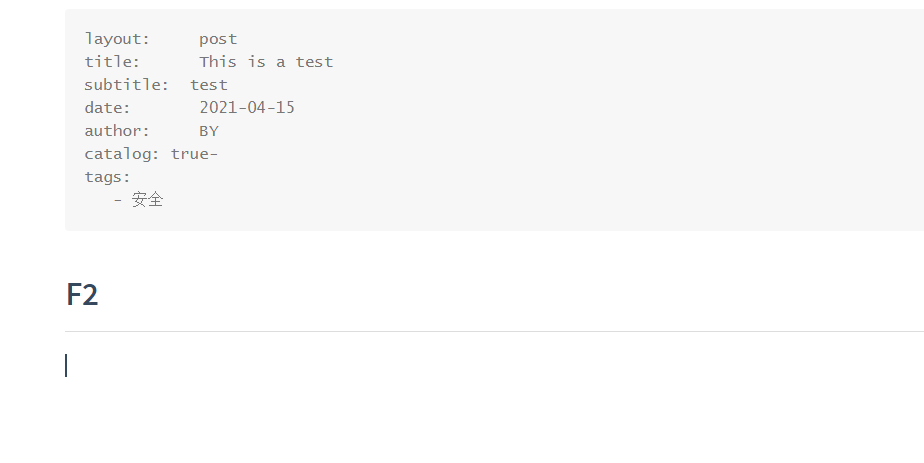 layout:     post
title:      This is a test
subtitle:  test
date:       2021-04-15
author:     BY
catalog: true-
tags:
   - 安全
F2